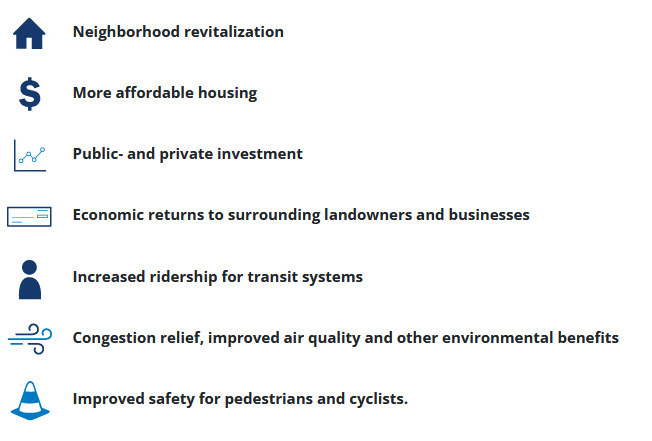 Neighborhood revitalization
More affordable housing
Public- and private investment
Economic returns to surrounding landowners and businesses
Increased ridership for transit systems
Congestion relief, improved air quality and other environmental benefits
Improved safety for pedestrians and cyclists.